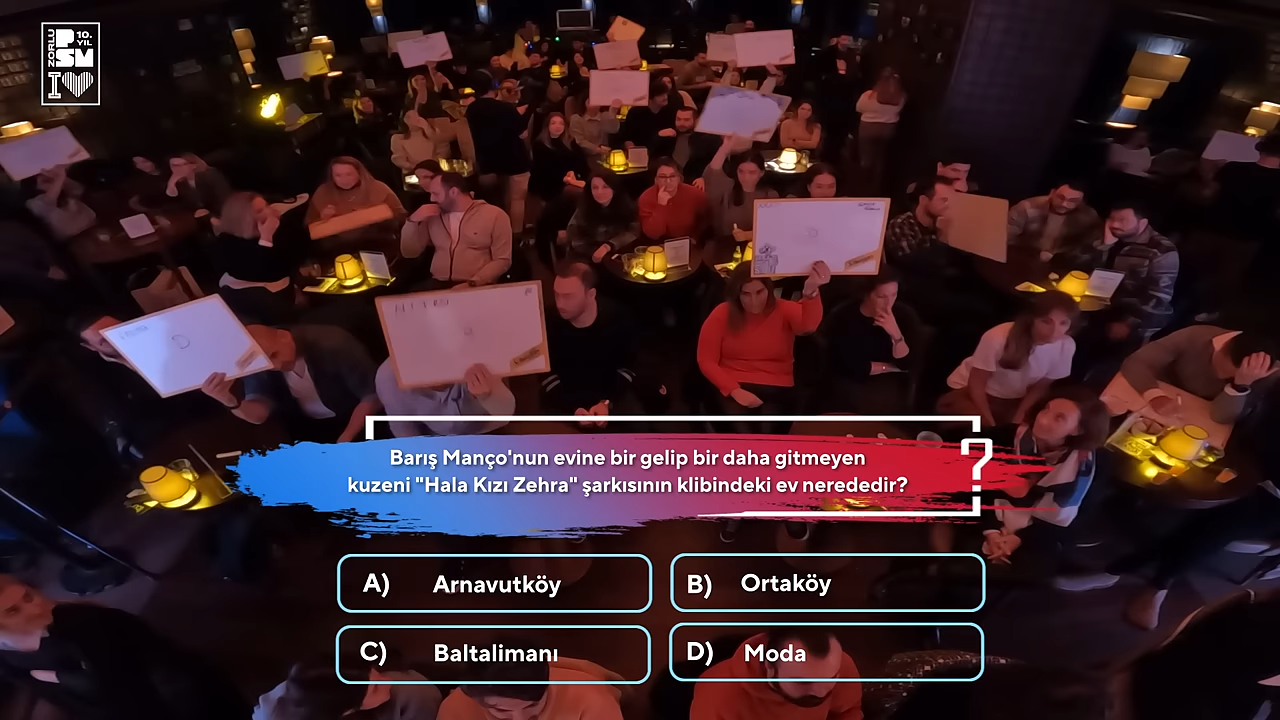 ZORLU
PSM
10.
YIL
I
Barış Manço'nun evine bir gelip bir daha gitmeyen
kuzeni "Hala Kızı Zehra" şarkısının klibindeki ev nerededir?
?
A) Arnavutköy
B) Ortaköy
C) Baltalimanı
D) Moda